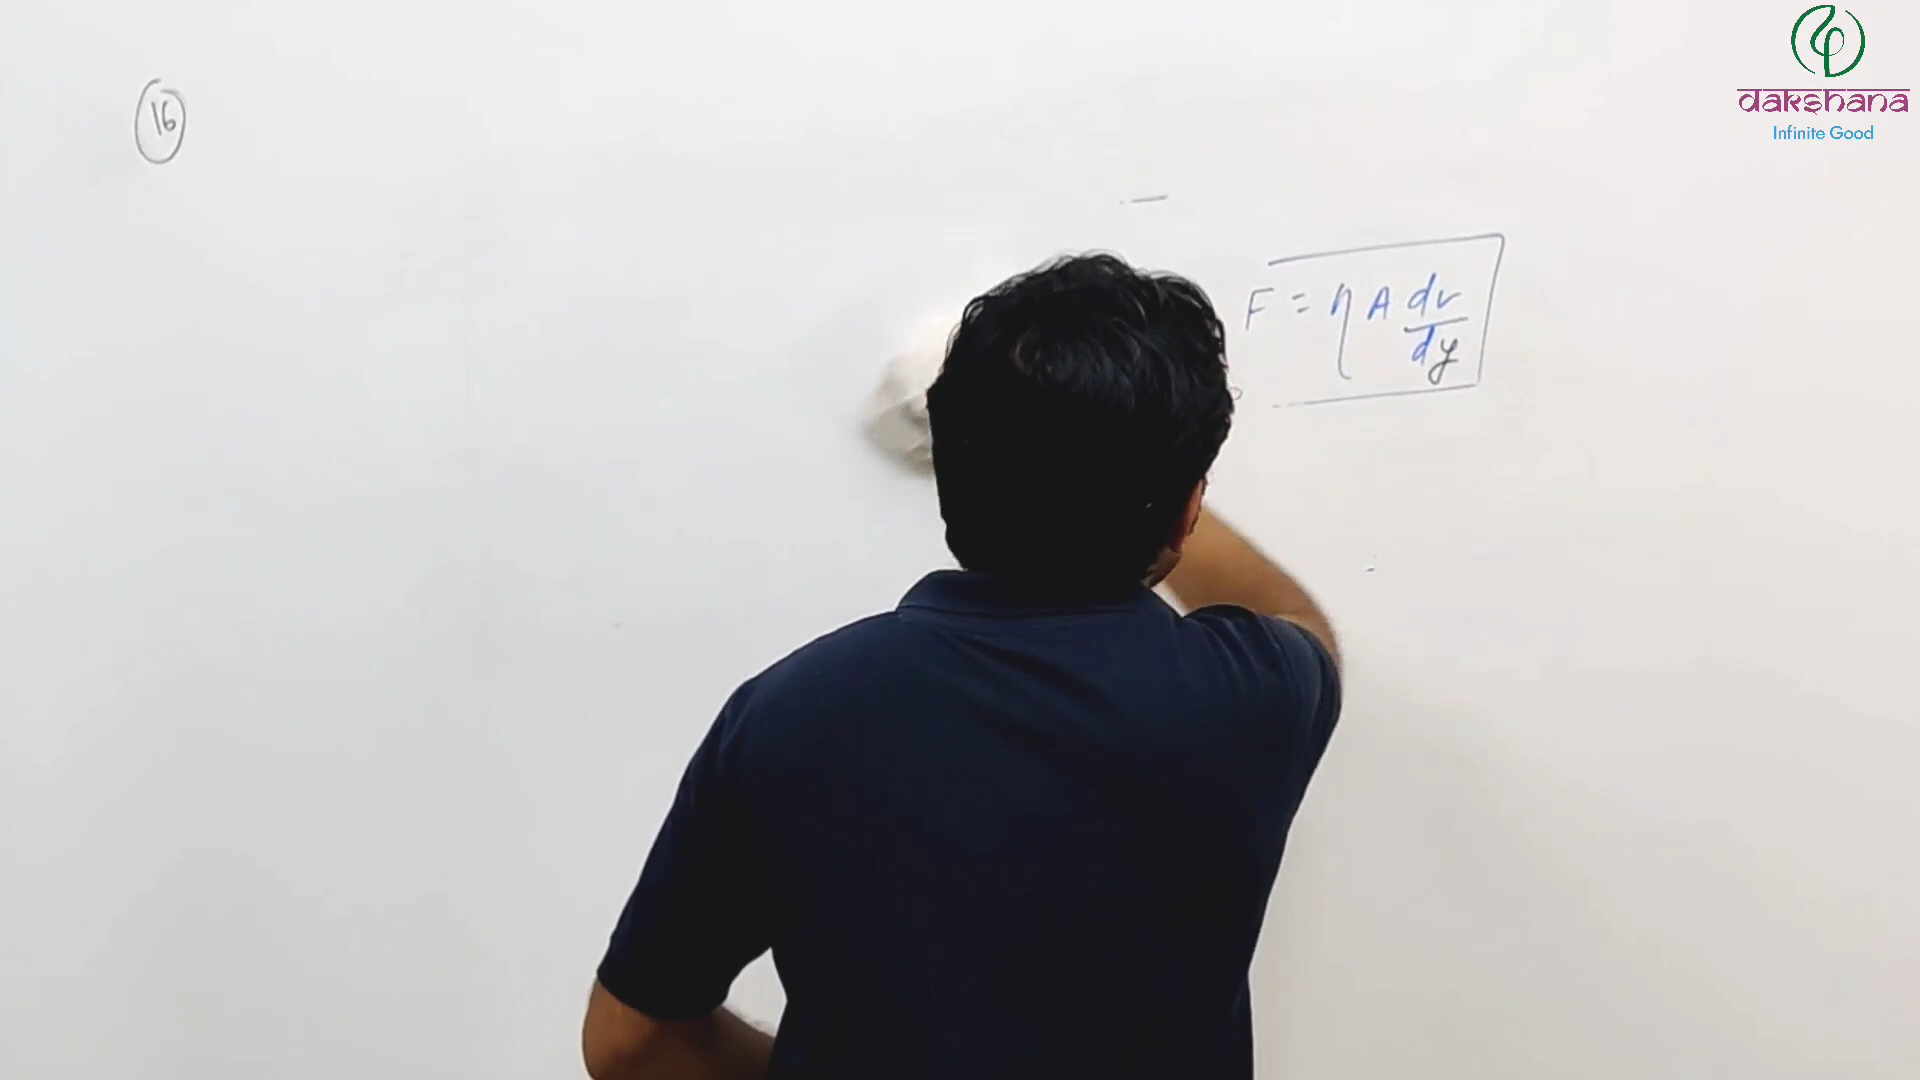 16
dakshana
Infinite Good
F = η A dv/dy